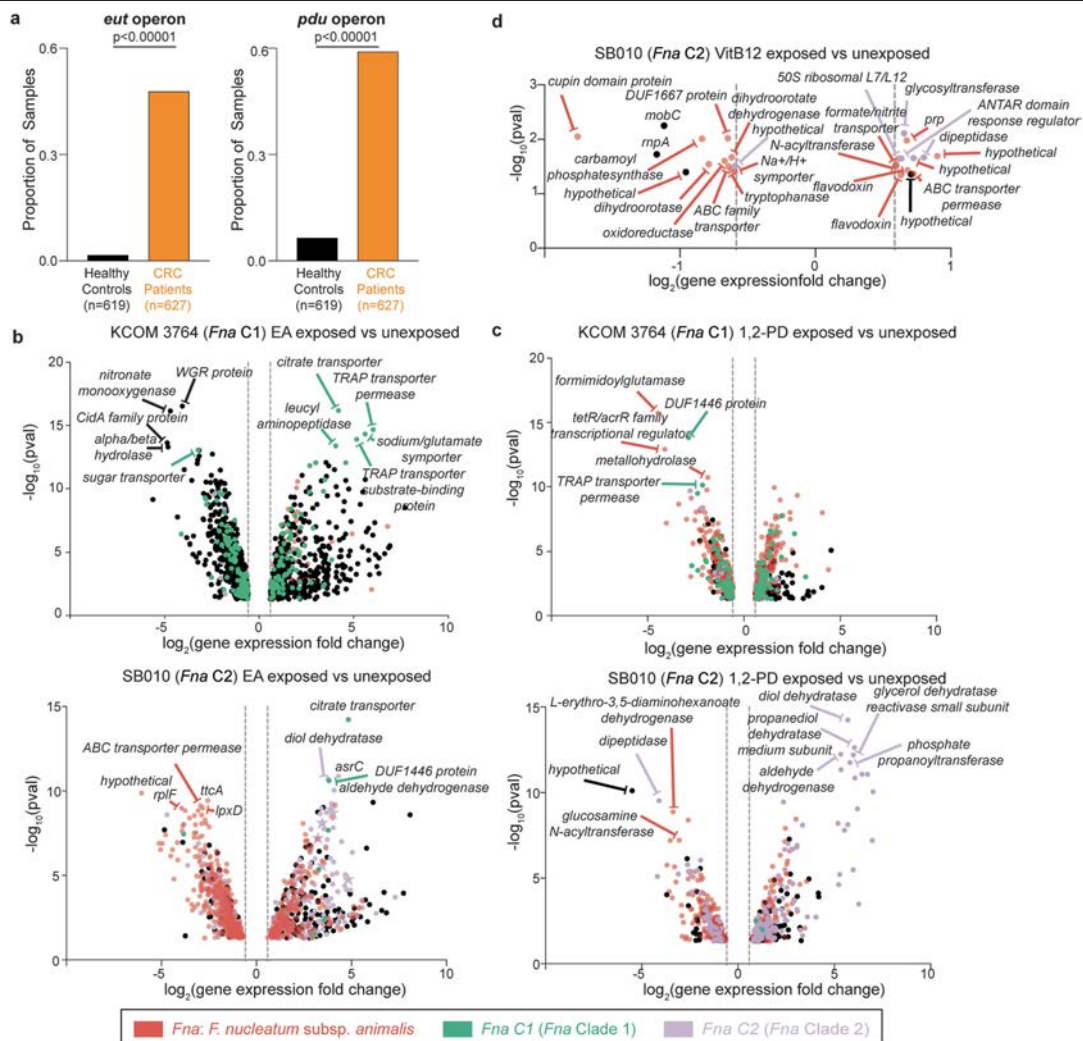 a
eut operon
p<0.00001
0.6
0.3
0.0
Proportion of Samples
Healthy
Controls
(n=619)
CRC
Patients
(n=627)
pdu operon
p<0.00001
0.6
0.3
0.0
Proportion of Samples
Healthy
Controls
(n=619)
CRC
Patients
(n=627)
d
SB010 (Fna C2) VitB12 exposed vs unexposed
cupin domain protein
DUF1667 protein
mobC
rnpA
carbamoyl
phosphatesynthase
hypothetical
dihydroorotase
oxidoreductase
dihydroorotate
dehydrogenase
hypothetical
Na+/H+
symporter
tryptophanase
ABC family
transporter
50S ribosomal L7/L12
glycosyltransferase
formate/nitrite
transporter
prp
ANTAR domain
response regulator
dipeptidase
N-acyltransferase
hypothetical
hypothetical
flavodoxin
ABC transporter
permease
flavodoxin
hypothetical
3
2
1
0
-1
0
1
-log10(pval)
log2(gene expressionfold change)
b
KCOM 3764 (Fna C1) EA exposed vs unexposed
nitronate
monooxygenase
WGR protein
CidA family protein
alpha/beta
hydrolase
sugar transporter
citrate transporter
TRAP transporter
permease
leucyl
aminopeptidase
sodium/glutamate
symporter
TRAP transporter
substrate-binding
protein
20
15
10
5
0
-5
0
5
10
-log10(pval)
log2(gene expression fold change)
c
KCOM 3764 (Fna C1) 1,2-PD exposed vs unexposed
formimidoylglutamase
DUF1446 protein
tetR/acrR family
transcriptional regulator
metallohydrolase
TRAP transporter
permease
20
15
10
5
0
-5
0
5
10
-log10(pval)
log2(gene expression fold change)
SB010 (Fna C2) EA exposed vs unexposed
citrate transporter
diol dehydratase
ABC transporter permease
asrC
DUF1446 protein
aldehyde dehydrogenase
hypothetical
rplF
ttcA
lpxD
15
10
5
0
-5
0
5
10
-log10(pval)
log2(gene expression fold change)
SB010 (Fna C2) 1,2-PD exposed vs unexposed
L-erythro-3,5-diaminohexanoate
dehydrogenase
dipeptidase
hypothetical
glucosamine
N-acyltransferase
diol dehydratase
glycerol dehydratase
reactivase small subunit
propanediol
dehydratase
medium subunit
phosphate
propanoyltransferase
aldehyde
dehydrogenase
15
10
5
0
-5
0
5
10
-log10(pval)
log2(gene expression fold change)
Fna: F. nucleatum subsp. animalis
Fna C1 (Fna Clade 1)
Fna C2 (Fna Clade 2)